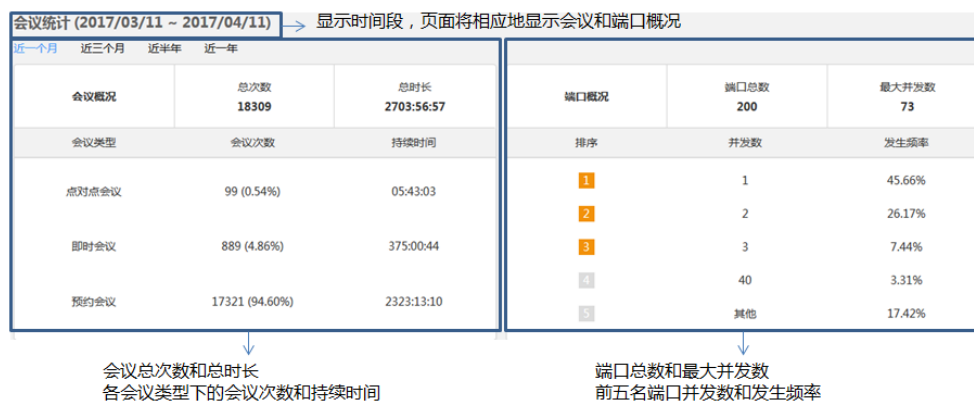 会议统计 (2017/03/11 ~ 2017/04/11)
显示时间段，页面将相应地显示会议和端口概况
近一个月 近三个月 近半年 近一年
会议概况 总次数 18309 总时长 2703:56:57
会议类型 会议次数 持续时间
点对点会议 99 (0.54%) 05:43:03
即时会议 889 (4.86%) 375:00:44
预约会议 17321 (94.60%) 2323:13:10
端口概况 端口总数 200 最大并发数 73
排序 并发数 发生频率
1 1 45.66%
2 2 26.17%
3 3 7.44%
4 40 3.31%
5 其他 17.42%
会议总次数和总时长
各会议类型下的会议次数和持续时间
端口总数和最大并发数
前五名端口并发数和发生频率